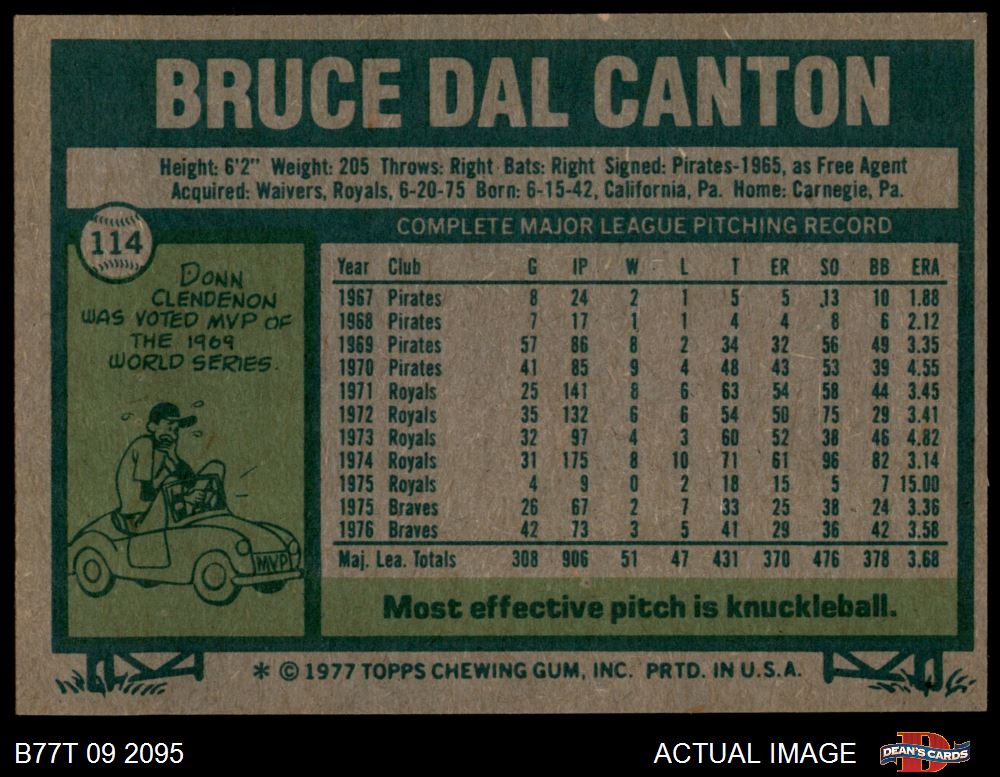 BRUCE DAL CANTON
Height: 6'2" Weight: 205 Throws: Right Bats: Right Signed: Pirates-1965, as Free Agent
Acquired: Waivers, Royals, 6-20-75 Born: 6-15-42, California, Pa. Home: Carnegie, Pa.
114
DONN
CLENDENON
WAS VOTED MVP OF
THE 1969
WORLD SERIES.
MVP
COMPLETE MAJOR LEAGUE PITCHING RECORD
Year Club G IP W L T ER SO BB ERA
1967 Pirates 8 24 2 1 5 5 13 10 1.88
1968 Pirates 7 17 1 1 4 4 8 6 2.12
1969 Pirates 57 86 8 2 34 32 56 49 3.35
1970 Pirates 41 85 9 4 48 43 53 39 4.55
1971 Royals 25 141 8 6 63 54 58 44 3.45
1972 Royals 35 132 6 6 54 50 75 29 3.41
1973 Royals 32 97 4 3 60 52 38 46 4.82
1974 Royals 31 175 8 10 71 61 96 82 3.14
1975 Royals 4 9 0 2 18 15 5 7 15.00
1975 Braves 26 67 2 7 33 25 38 24 3.36
1976 Braves 42 73 3 5 41 29 36 42 3.58
Maj. Lea. Totals 308 906 51 47 431 370 476 378 3.68
Most effective pitch is knuckleball.
* © 1977 TOPPS CHEWING GUM, INC. PRTD. IN U.S.A.
B77T 09 2095
ACTUAL IMAGE
D
DEAN'S CARDS